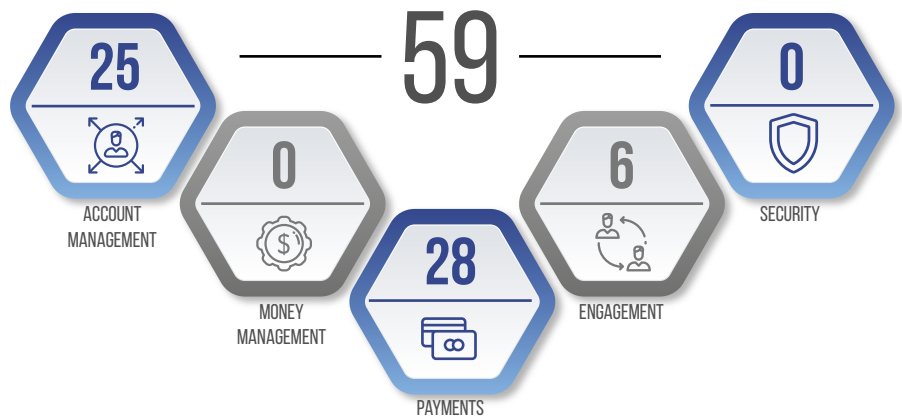 59
25
ACCOUNT
MANAGEMENT
0
$
MONEY
MANAGEMENT
28
PAYMENTS
6
ENGAGEMENT
0
SECURITY